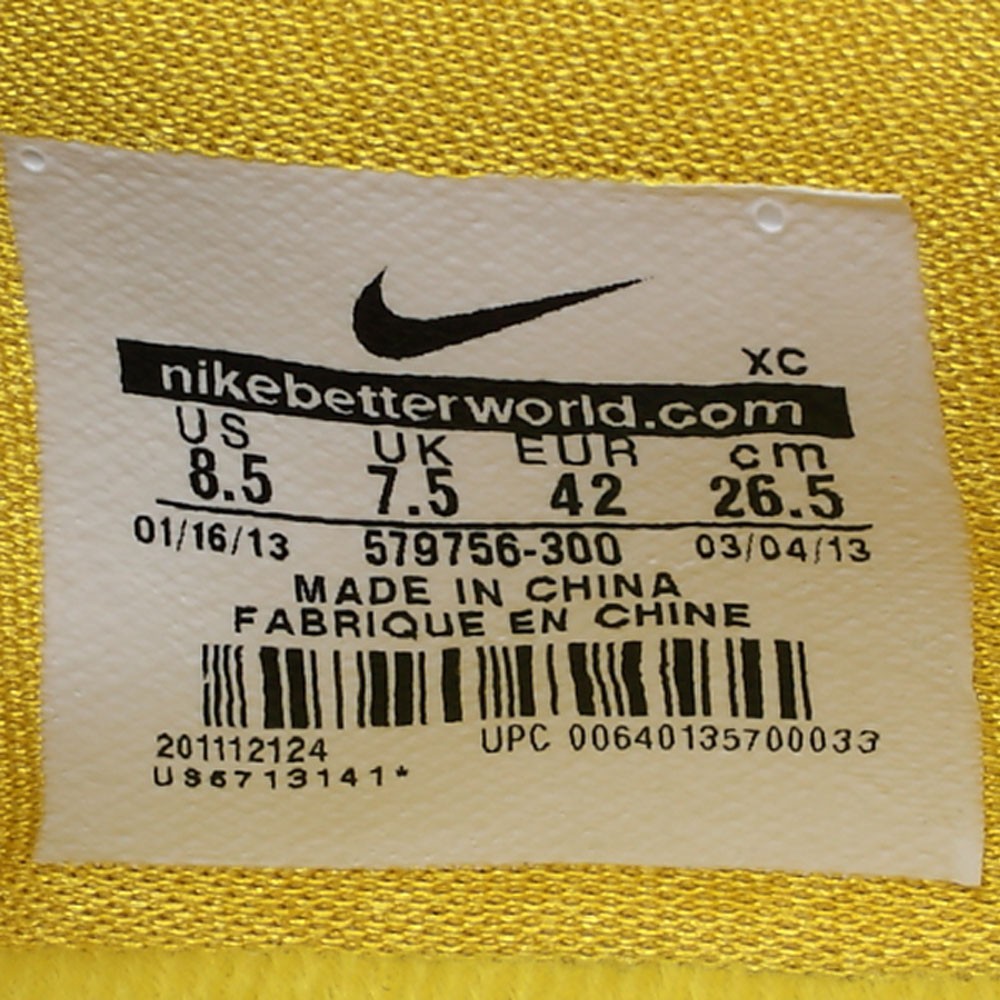 XC
nikebetterworld.com
US UK EUR cm
8.5 7.5 42 26.5
01/16/13 579756-300 03/04/13
MADE IN CHINA
FABRIQUE EN CHINE
201112124 UPC 00640135700033
US6713141*